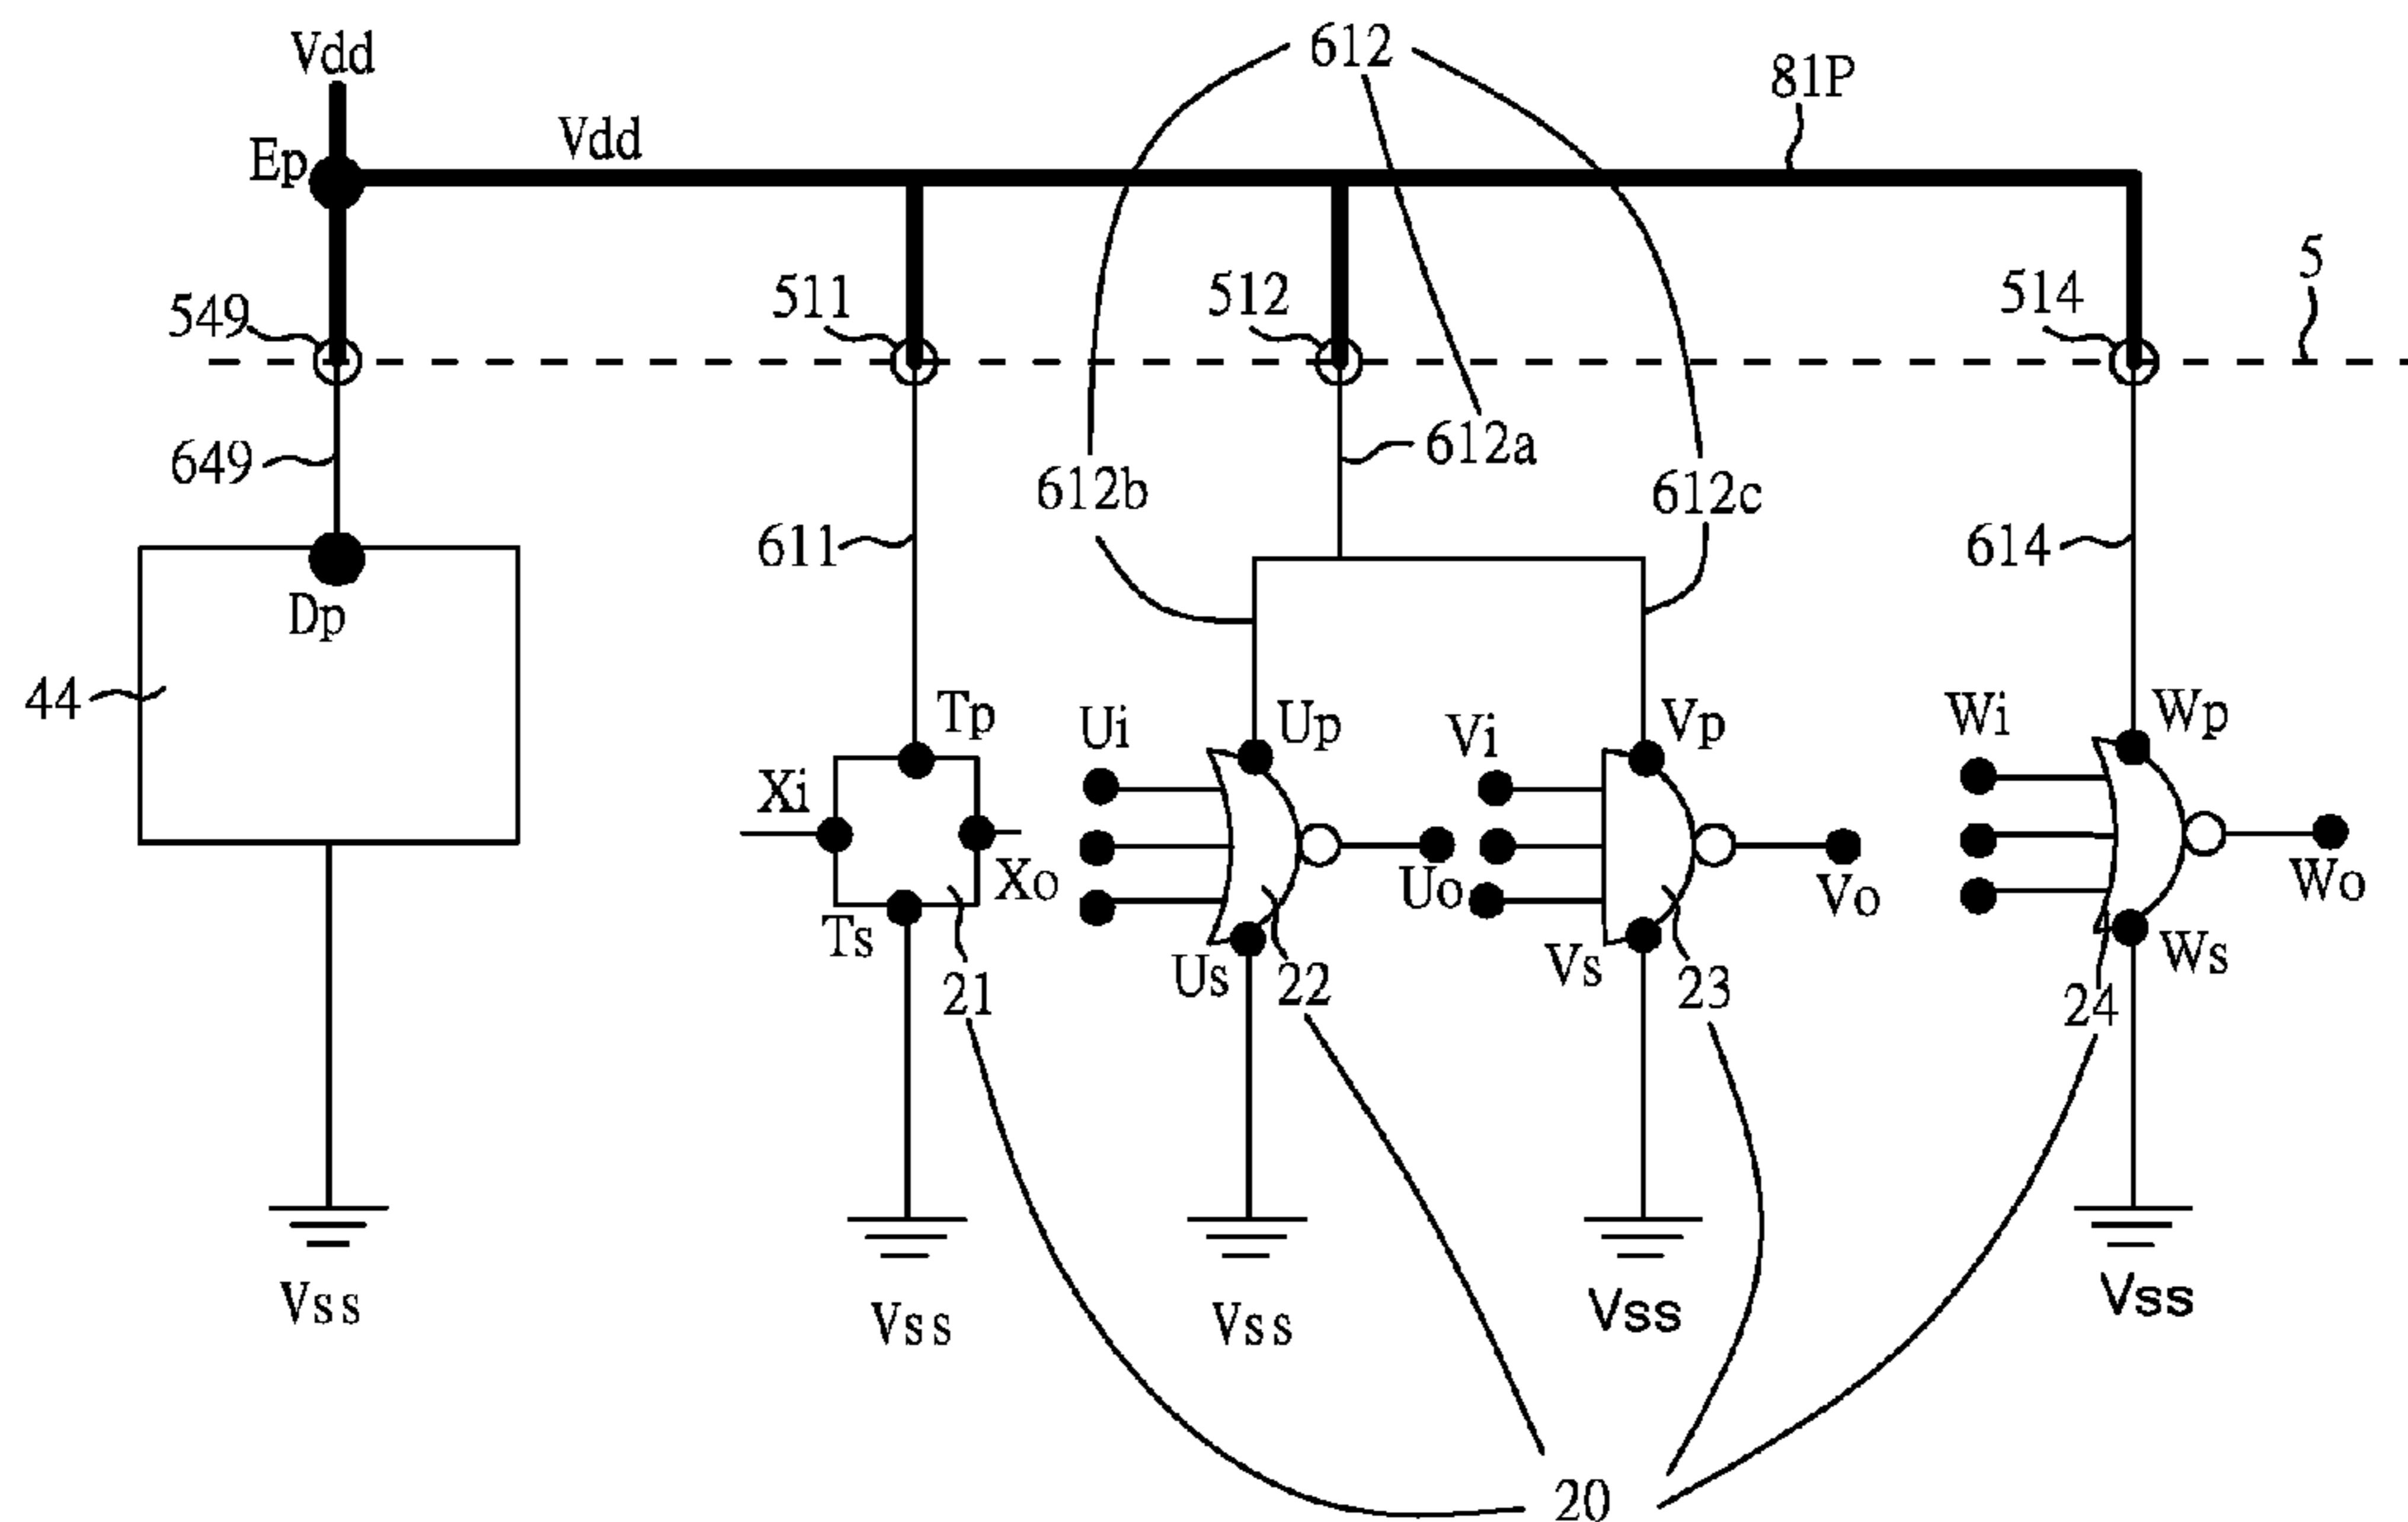 612
Vdd
81P
Ep
Vdd
5
549
511
512
514
649
612a
612b
612c
611
614
Dp
44
Tp
Ui
Up
Vi
Vp
Wi
Wp
Xi
Xo
Uo
Vo
Wo
Ts
Us
22
Vs
23
Ws
21
24
Vss
Vss
Vss
Vss
Vss
20